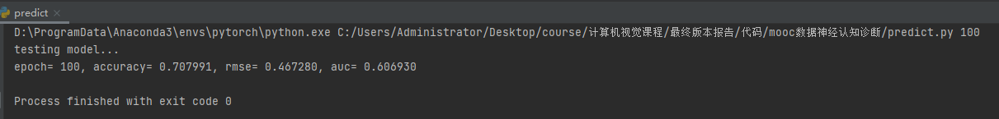 predict
D:\ProgramData\Anaconda3\envs\pytorch\python.exe C:/Users/Administrator/Desktop/course/计算机视觉课程/最终版本报告/代码/mooc数据神经认知诊断/predict.py 100
testing model...
epoch= 100, accuracy= 0.707991, rmse= 0.467280, auc= 0.606930
Process finished with exit code 0